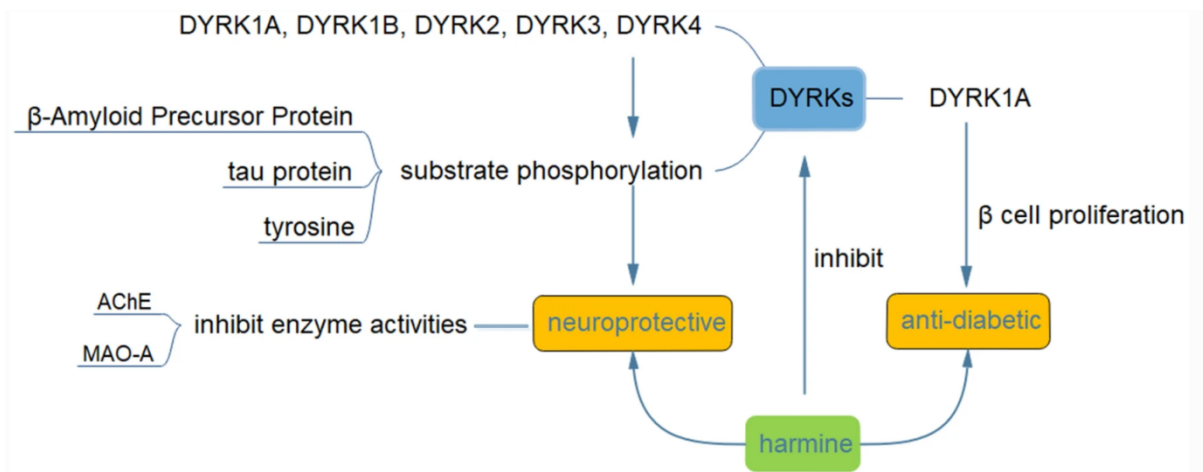 DYRK1A, DYRK1B, DYRK2, DYRK3, DYRK4
DYRKs
DYRK1A
β-Amyloid Precursor Protein
tau protein
substrate phosphorylation
tyrosine
β cell proliferation
inhibit
AChE
inhibit enzyme activities
MAO-A
neuroprotective
anti-diabetic
harmine